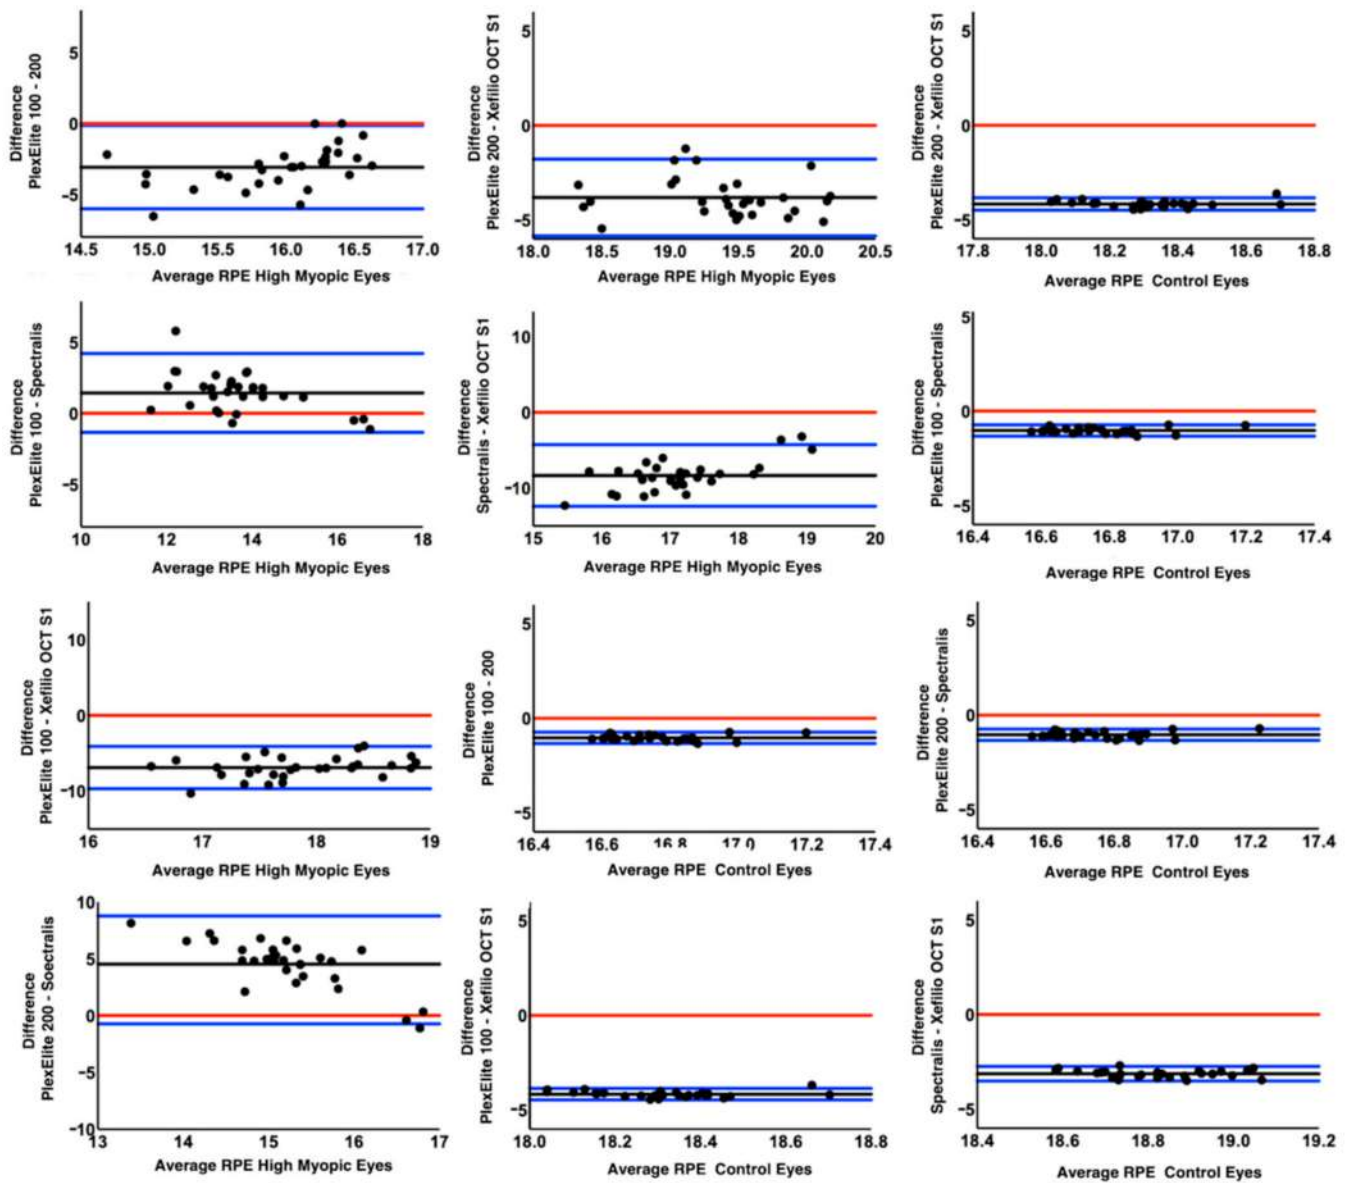 Difference
PlexElite 100 - 200
5
0
−5
14.5 15.0 15.5 16.0 16.5 17.0
Average RPE High Myopic Eyes
Difference
PlexElite 200 - Xefilio OCT S1
5
0
−5
18.0 18.5 19.0 19.5 20.0 20.5
Average RPE High Myopic Eyes
Difference
PlexElite 200 - Xefilio OCT S1
5
0
−5
17.8 18.0 18.2 18.4 18.6 18.8
Average RPE Control Eyes
Difference
PlexElite 100 - Spectralis
5
0
−5
10 12 14 16 18
Average RPE High Myopic Eyes
Difference
Spectralis - Xefilio OCT S1
10
0
−10
15 16 17 18 19 20
Average RPE High Myopic Eyes
Difference
PlexElite 100 - Spectralis
5
0
−5
16.4 16.6 16.8 17.0 17.2 17.4
Average RPE Control Eyes
Difference
PlexElite 100 - Xefilio OCT S1
10
0
−10
16 17 18 19
Average RPE High Myopic Eyes
Difference
PlexElite 100 - 200
5
0
−5
16.4 16.6 16.8 17.0 17.2 17.4
Average RPE Control Eyes
Difference
PlexElite 200 - Spectralis
5
0
−5
16.4 16.6 16.8 17.0 17.2 17.4
Average RPE Control Eyes
Difference
PlexElite 200 - Soectralis
10
5
0
−5
−10
13 14 15 16 17
Average RPE High Myopic Eyes
Difference
PlexElite 100 - Xefilio OCT S1
5
0
−5
18.0 18.2 18.4 18.6 18.8
Average RPE Control Eyes
Difference
Spectralis - Xefilio OCT S1
5
0
−5
18.4 18.6 18.8 19.0 19.2
Average RPE Control Eyes